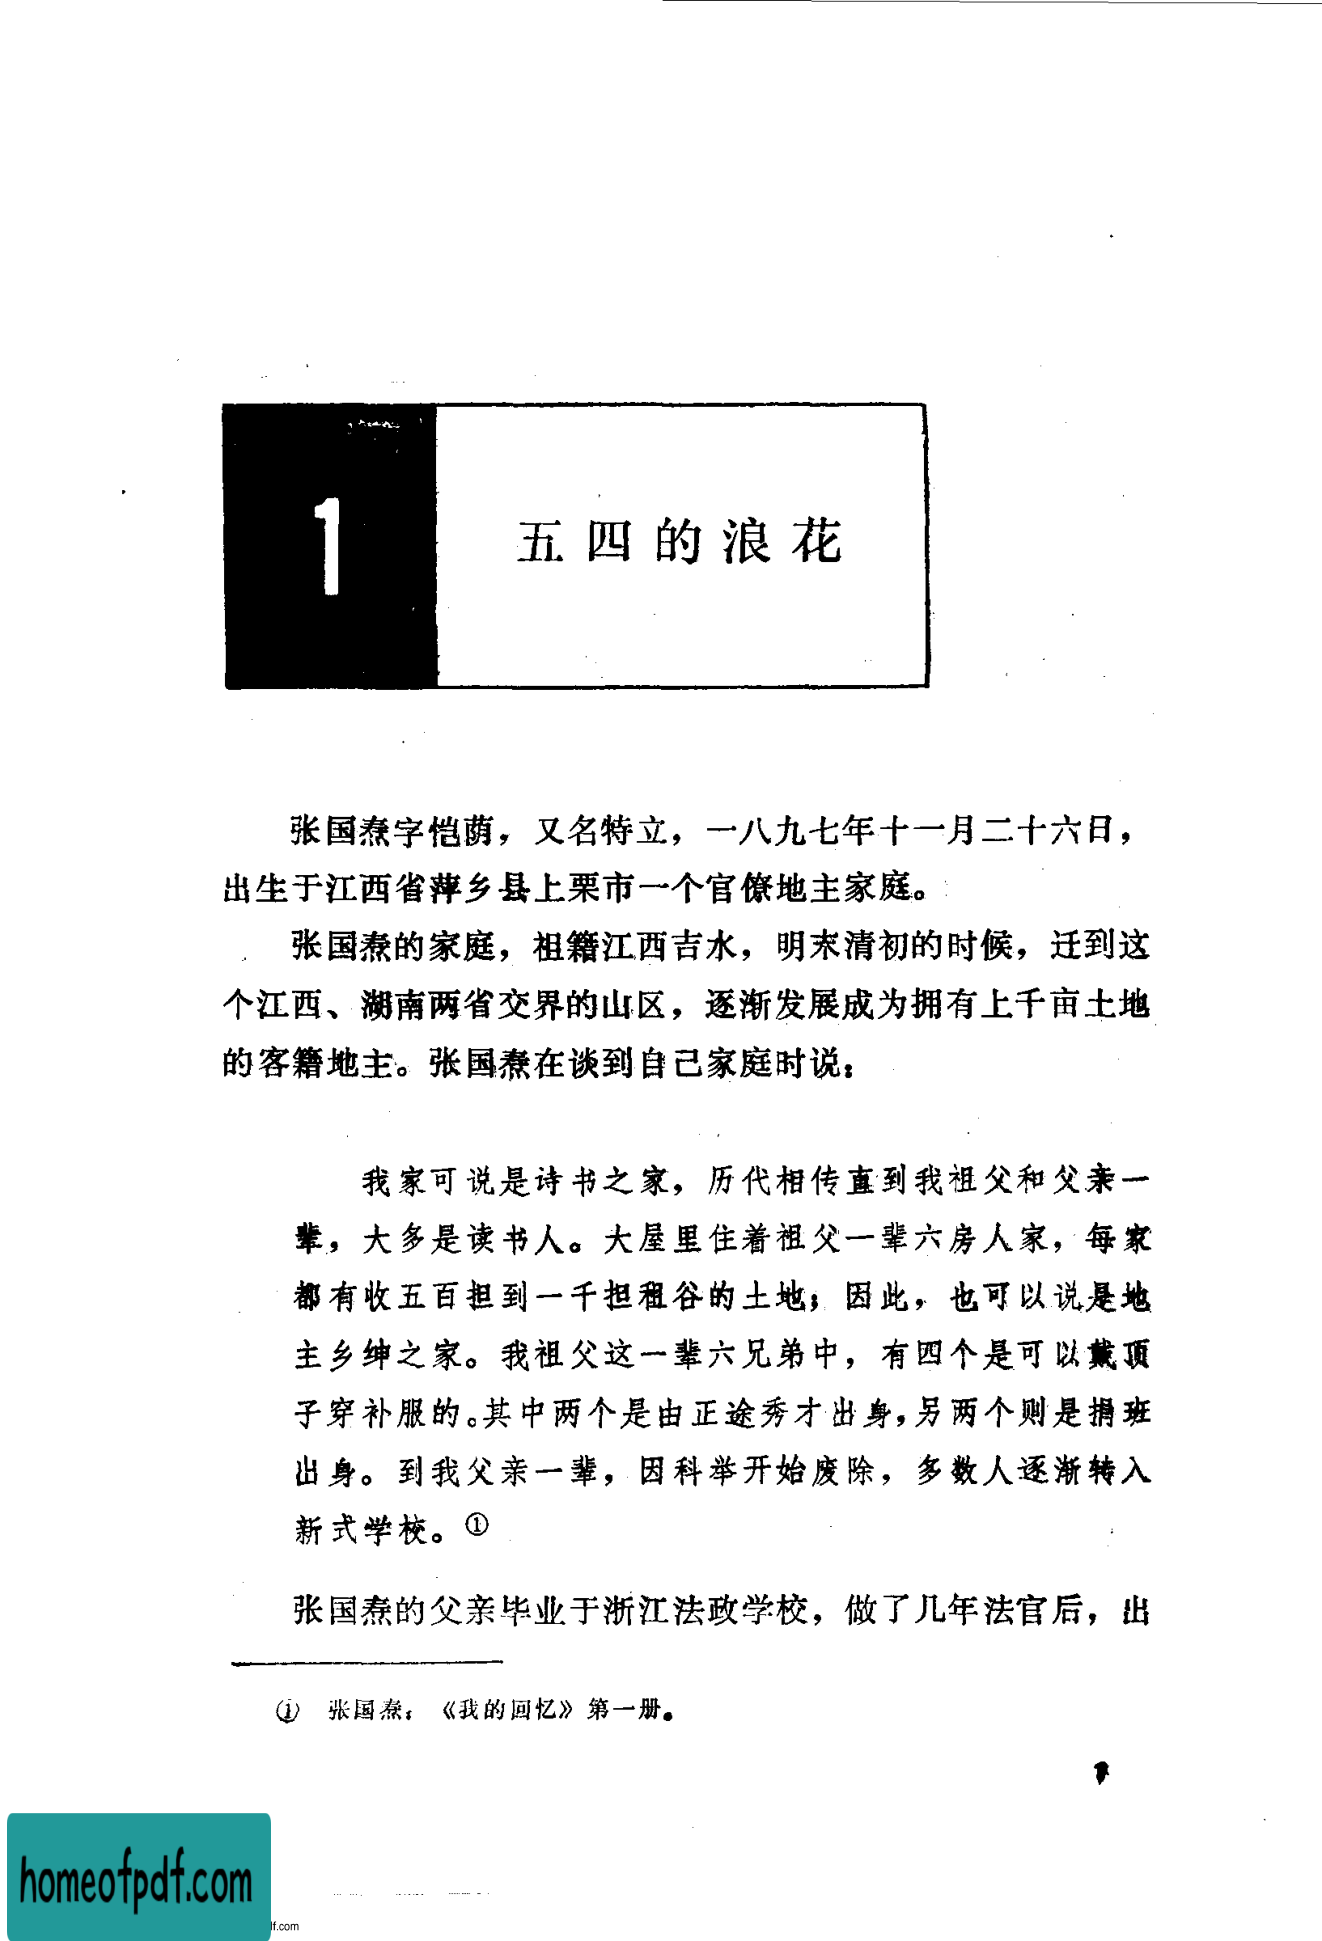 1
五四的浪花
张国焘字恺荫，又名特立，一八九七年十一月二十六日，
出生于江西省萍乡县上栗市一个官僚地主家庭。
张国焘的家庭，祖籍江西吉水，明末清初的时候，迁到这
个江西、湖南两省交界的山区，逐渐发展成为拥有上千亩土地
的客籍地主。张国焘在谈到自己家庭时说：
我家可说是诗书之家，历代相传直到我祖父和父亲一
辈，大多是读书人。大屋里住着祖父一辈六房人家，每家
都有收五百担到一千担租谷的土地；因此，也可以说是地
主乡绅之家。我祖父这一辈六兄弟中，有四个是可以戴顶
子穿补服的。其中两个是由正途秀才出身，另两个则是捐班
出身。到我父亲一辈，因科举开始废除，多数人逐渐转入
新式学校。①
张国焘的父亲毕业于浙江法政学校，做了几年法官后，出
① 张国焘：《我的回忆》第一册。
homeofpdf.com
df.com